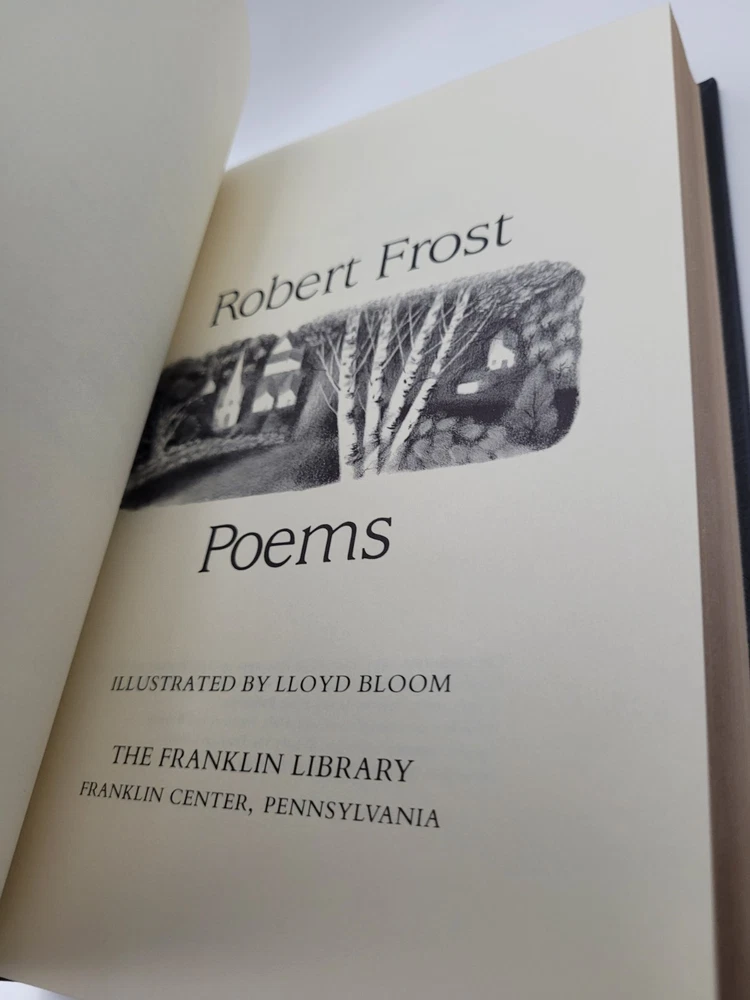 Robert Frost
Poems
ILLUSTRATED BY LLOYD BLOOM
THE FRANKLIN LIBRARY
FRANKLIN CENTER, PENNSYLVANIA